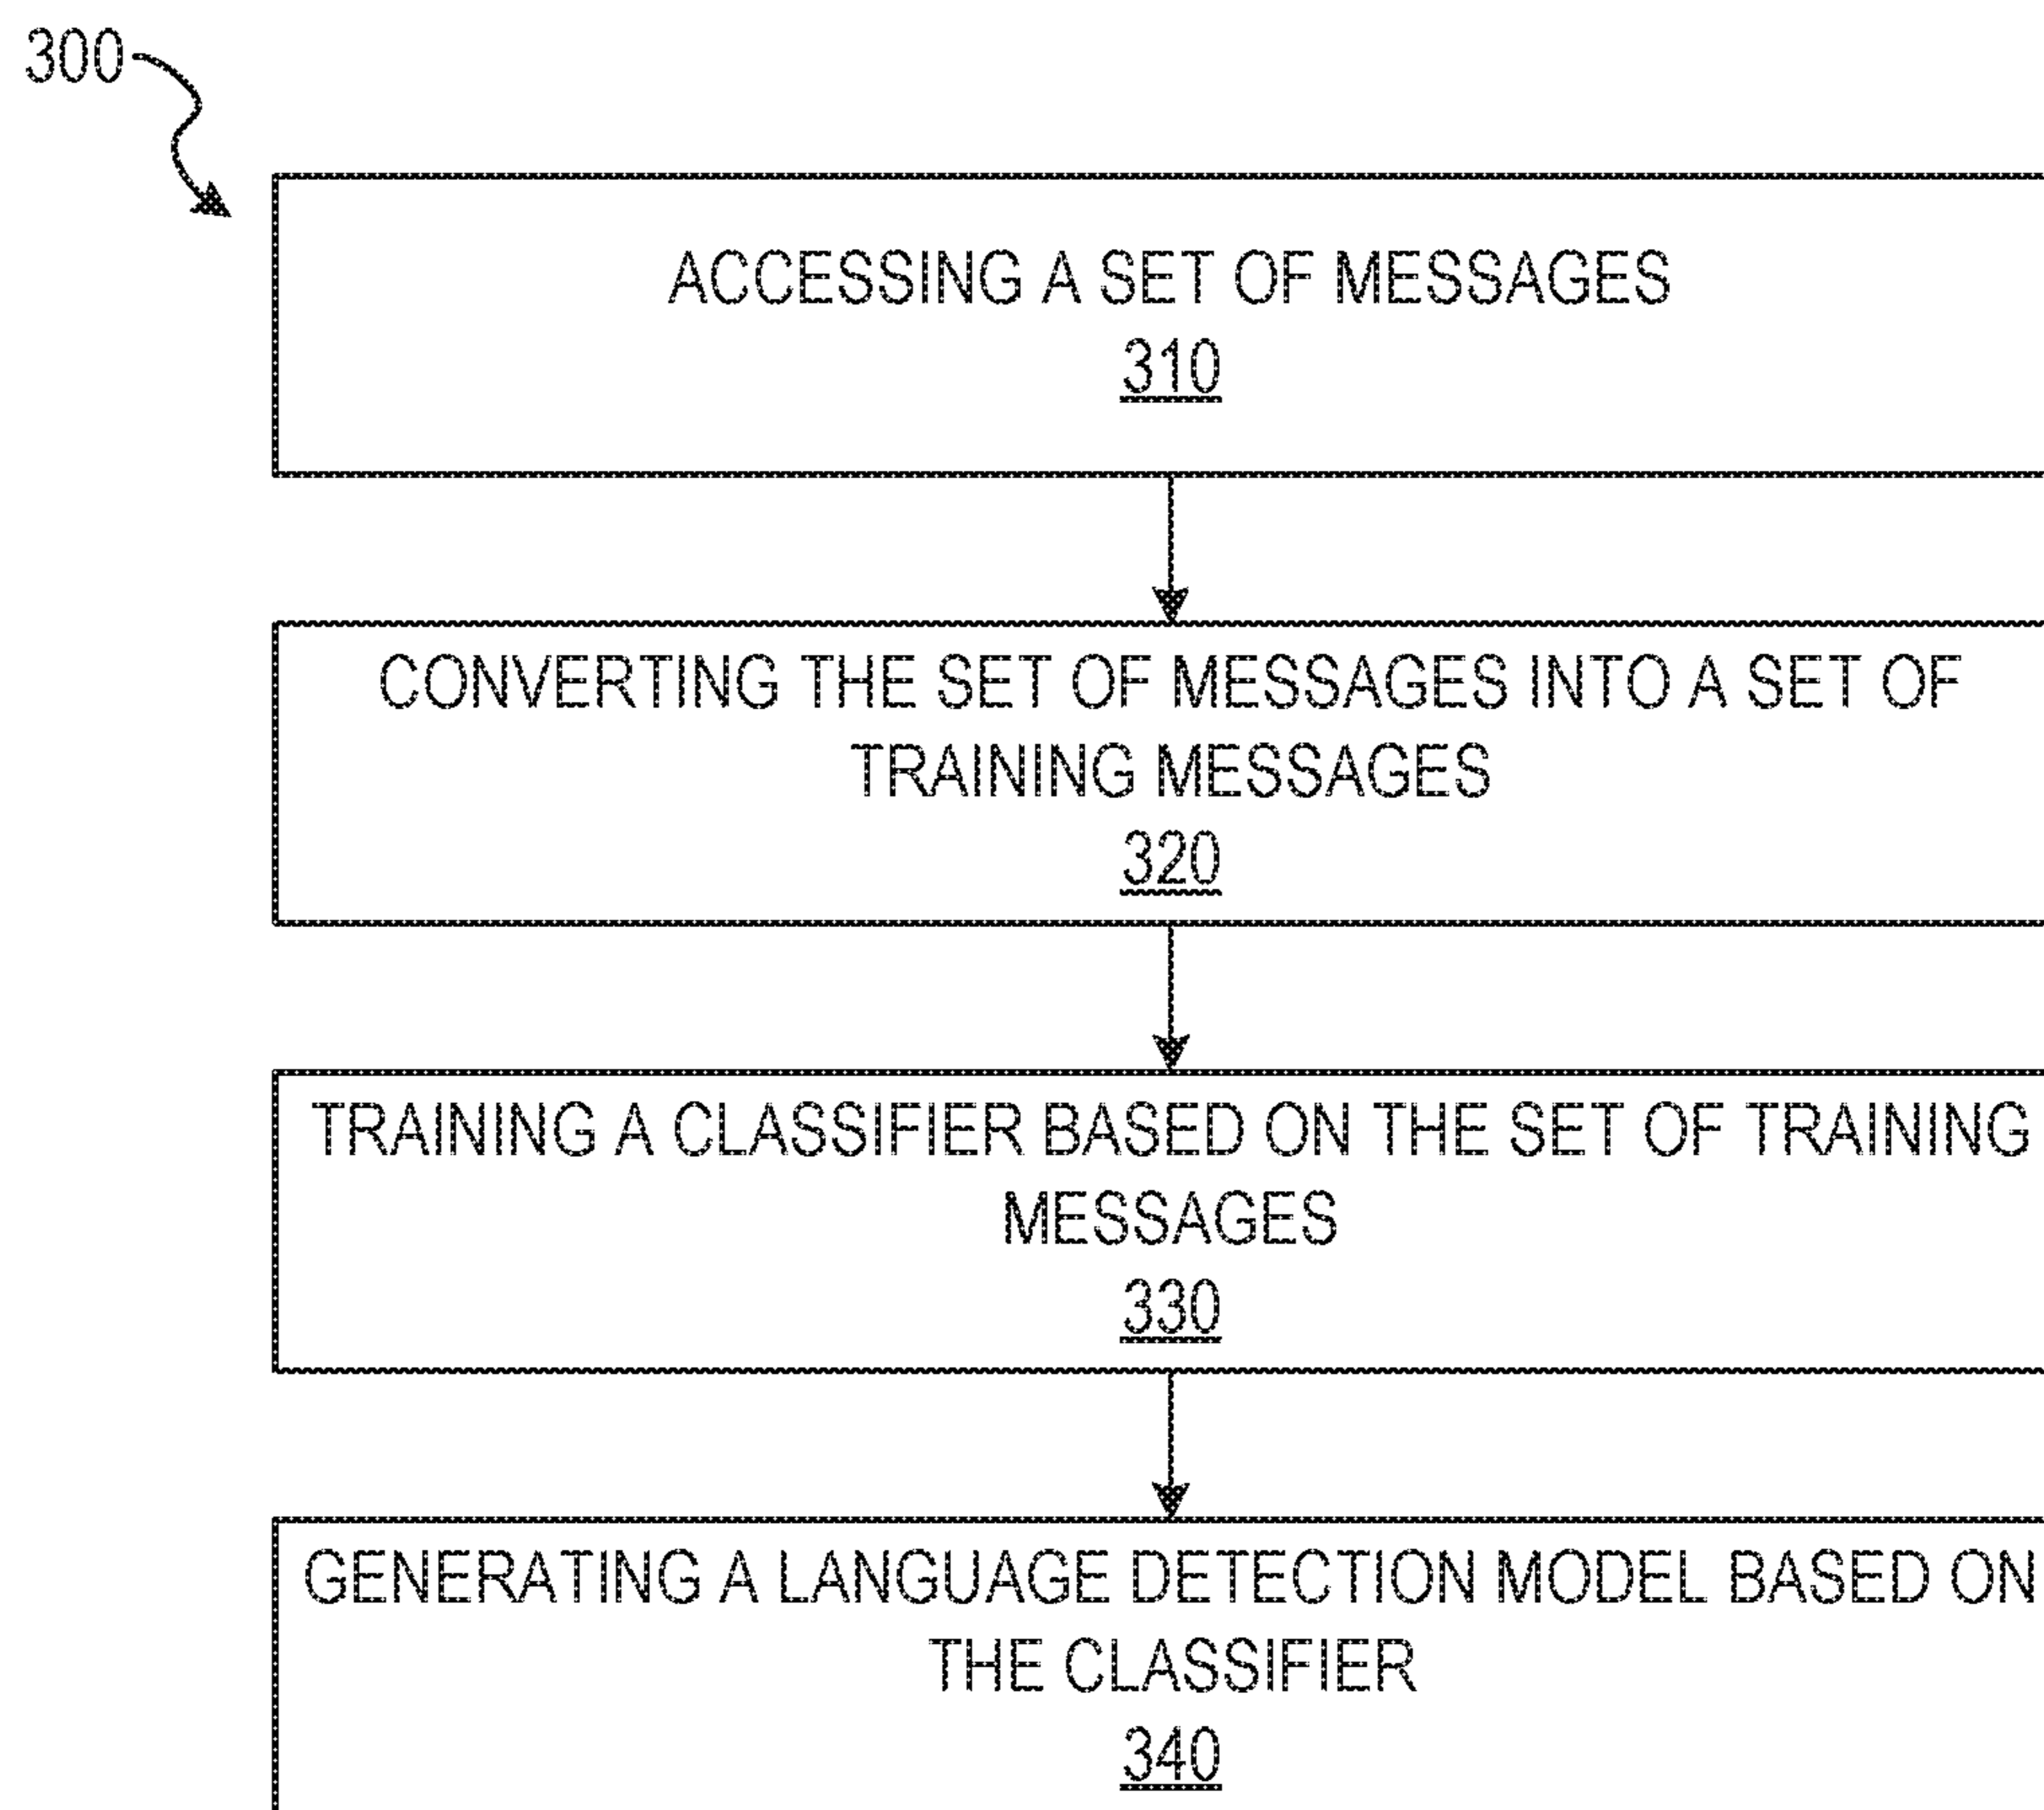 300
ACCESSING A SET OF MESSAGES
310
CONVERTING THE SET OF MESSAGES INTO A SET OF
TRAINING MESSAGES
320
TRAINING A CLASSIFIER BASED ON THE SET OF TRAINING
MESSAGES
330
GENERATING A LANGUAGE DETECTION MODEL BASED ON
THE CLASSIFIER
340